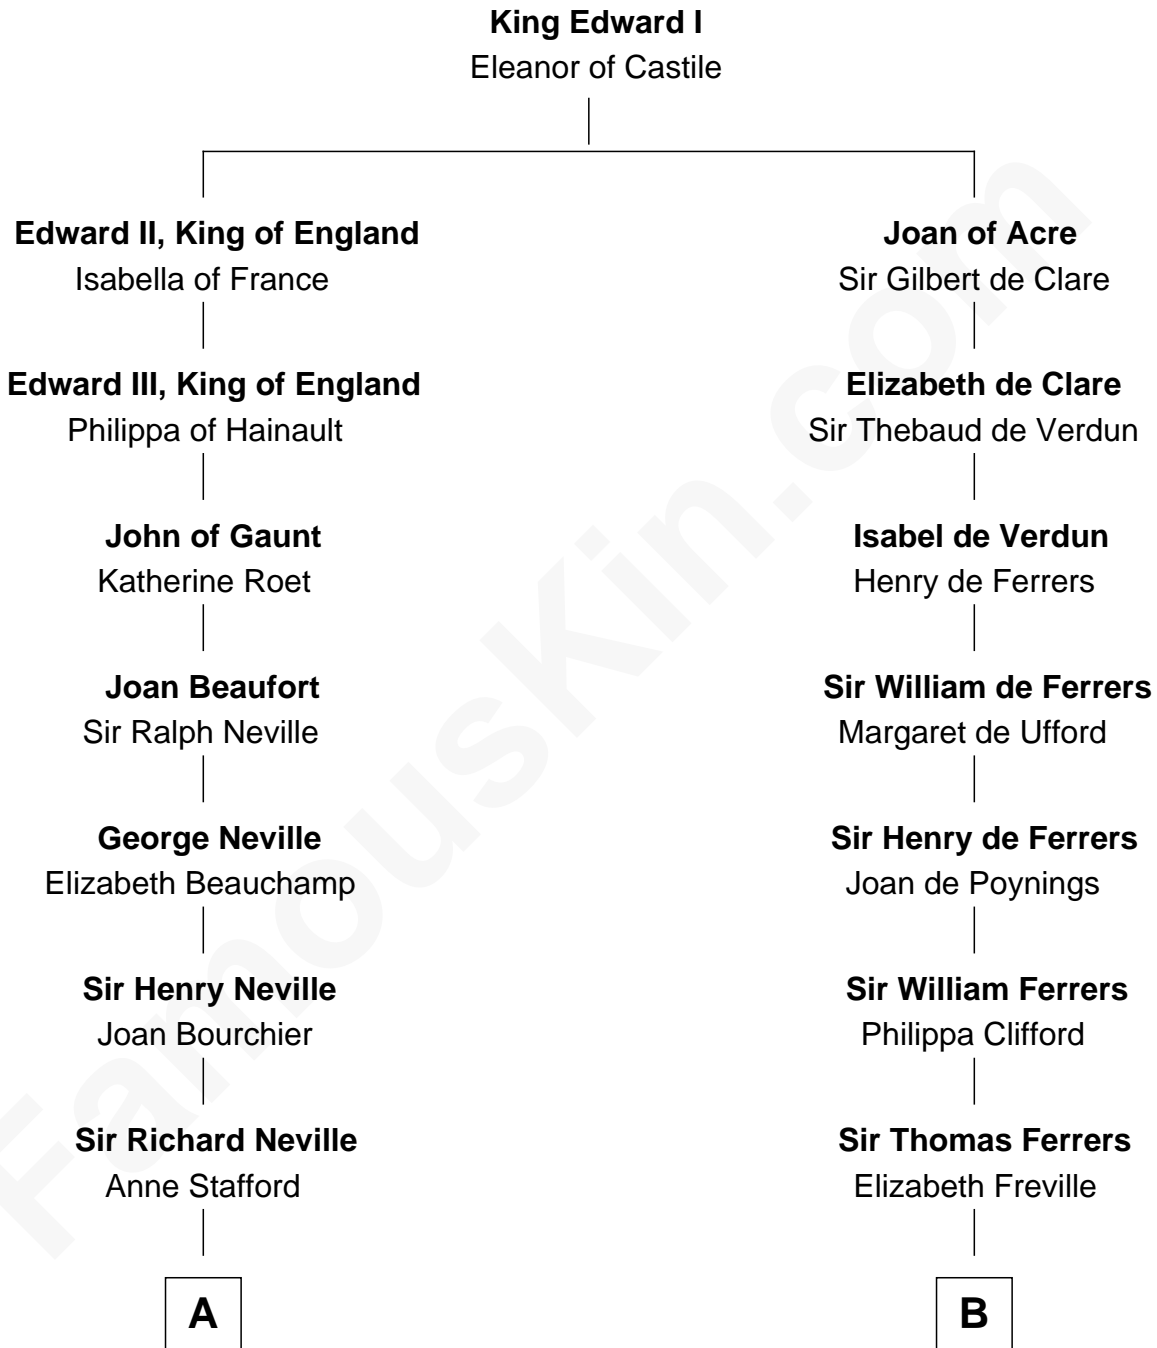 King Edward I
Eleanor of Castile
Edward II, King of England
Isabella of France
Edward III, King of England
Philippa of Hainault
John of Gaunt
Katherine Roet
Joan Beaufort
Sir Ralph Neville
George Neville
Elizabeth Beauchamp
Sir Henry Neville
Joan Bourchier
Sir Richard Neville
Anne Stafford
A
Joan of Acre
Sir Gilbert de Clare
Elizabeth de Clare
Sir Thebaud de Verdun
Isabel de Verdun
Henry de Ferrers
Sir William de Ferrers
Margaret de Ufford
Sir Henry de Ferrers
Joan de Poynings
Sir William Ferrers
Philippa Clifford
Sir Thomas Ferrers
Elizabeth Freville
B
FamousKin.com